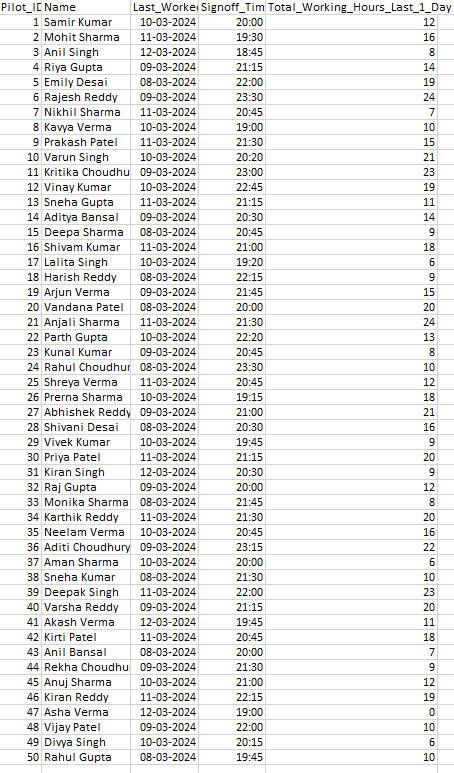 Pilot_ID Name Last_Worked Signoff_Tim Total_Working_Hours_Last_1_Day
1 Samir Kumar 10-03-2024 20:00 12
2 Mohit Sharma 11-03-2024 19:30 16
3 Anil Singh 12-03-2024 18:45 8
4 Riya Gupta 09-03-2024 21:15 14
5 Emily Desai 08-03-2024 22:00 19
6 Rajesh Reddy 09-03-2024 23:30 24
7 Nikhil Sharma 11-03-2024 20:45 7
8 Kavya Verma 10-03-2024 19:00 10
9 Prakash Patel 11-03-2024 21:30 15
10 Varun Singh 10-03-2024 20:20 21
11 Kritika Choudhu 09-03-2024 23:00 23
12 Vinay Kumar 10-03-2024 22:45 19
13 Sneha Gupta 11-03-2024 21:15 11
14 Aditya Bansal 09-03-2024 20:30 14
15 Deepa Sharma 08-03-2024 20:45 9
16 Shivam Kumar 11-03-2024 21:00 18
17 Lalita Singh 10-03-2024 19:20 6
18 Harish Reddy 08-03-2024 22:15 9
19 Arjun Verma 09-03-2024 21:45 15
20 Vandana Patel 08-03-2024 20:00 20
21 Anjali Sharma 11-03-2024 21:30 24
22 Parth Gupta 10-03-2024 22:20 13
23 Kunal Kumar 09-03-2024 20:45 8
24 Rahul Choudhur 08-03-2024 23:30 10
25 Shreya Verma 11-03-2024 20:45 12
26 Prerna Sharma 10-03-2024 19:15 18
27 Abhishek Reddy 09-03-2024 21:00 21
28 Shivani Desai 08-03-2024 20:30 16
29 Vivek Kumar 10-03-2024 19:45 9
30 Priya Patel 11-03-2024 21:15 20
31 Kiran Singh 12-03-2024 20:30 9
32 Raj Gupta 09-03-2024 20:00 12
33 Monika Sharma 08-03-2024 21:45 8
34 Karthik Reddy 11-03-2024 21:30 20
35 Neelam Verma 10-03-2024 20:45 16
36 Aditi Choudhury 09-03-2024 23:15 22
37 Aman Sharma 10-03-2024 20:00 6
38 Sneha Kumar 08-03-2024 21:30 10
39 Deepak Singh 11-03-2024 22:00 23
40 Varsha Reddy 09-03-2024 21:15 20
41 Akash Verma 12-03-2024 19:45 11
42 Kirti Patel 11-03-2024 20:45 18
43 Anil Bansal 08-03-2024 20:00 7
44 Rekha Choudhu 09-03-2024 21:30 9
45 Anuj Sharma 10-03-2024 21:00 12
46 Kiran Reddy 11-03-2024 22:15 19
47 Asha Verma 12-03-2024 19:00 0
48 Vijay Patel 09-03-2024 22:00 10
49 Divya Singh 10-03-2024 20:15 6
50 Rahul Gupta 08-03-2024 19:45 10